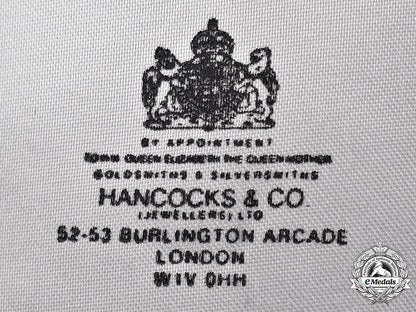 BY APPOINTMENT
TO H.M. QUEEN ELIZABETH THE QUEEN MOTHER
GOLDSMITHS & SILVERSMITHS
HANCOCKS & CO.
(JEWELLERS) LTD
52-53 BURLINGTON ARCADE
LONDON
W1V 0HH
eMedals